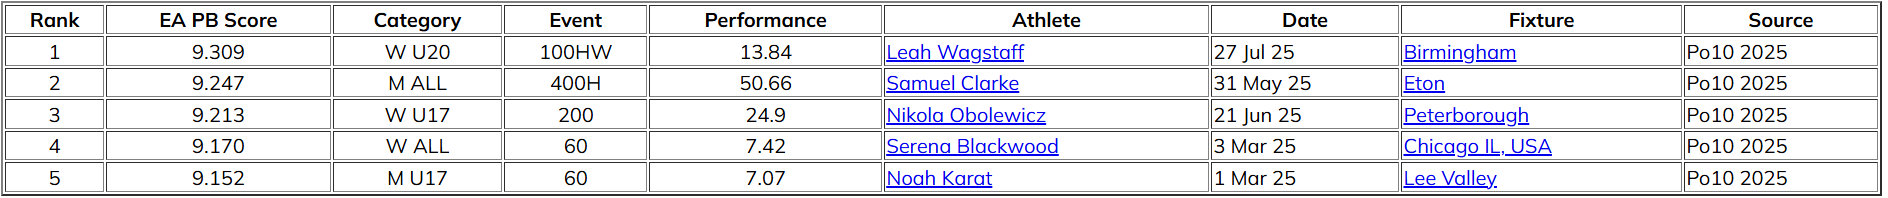 Rank EA PB Score Category Event Performance Athlete Date Fixture Source
1 9.309 W U20 100HW 13.84 Leah Wagstaff 27 Jul 25 Birmingham Po10 2025
2 9.247 M ALL 400H 50.66 Samuel Clarke 31 May 25 Eton Po10 2025
3 9.213 W U17 200 24.9 Nikola Obolewicz 21 Jun 25 Peterborough Po10 2025
4 9.170 W ALL 60 7.42 Serena Blackwood 3 Mar 25 Chicago IL, USA Po10 2025
5 9.152 M U17 60 7.07 Noah Karat 1 Mar 25 Lee Valley Po10 2025